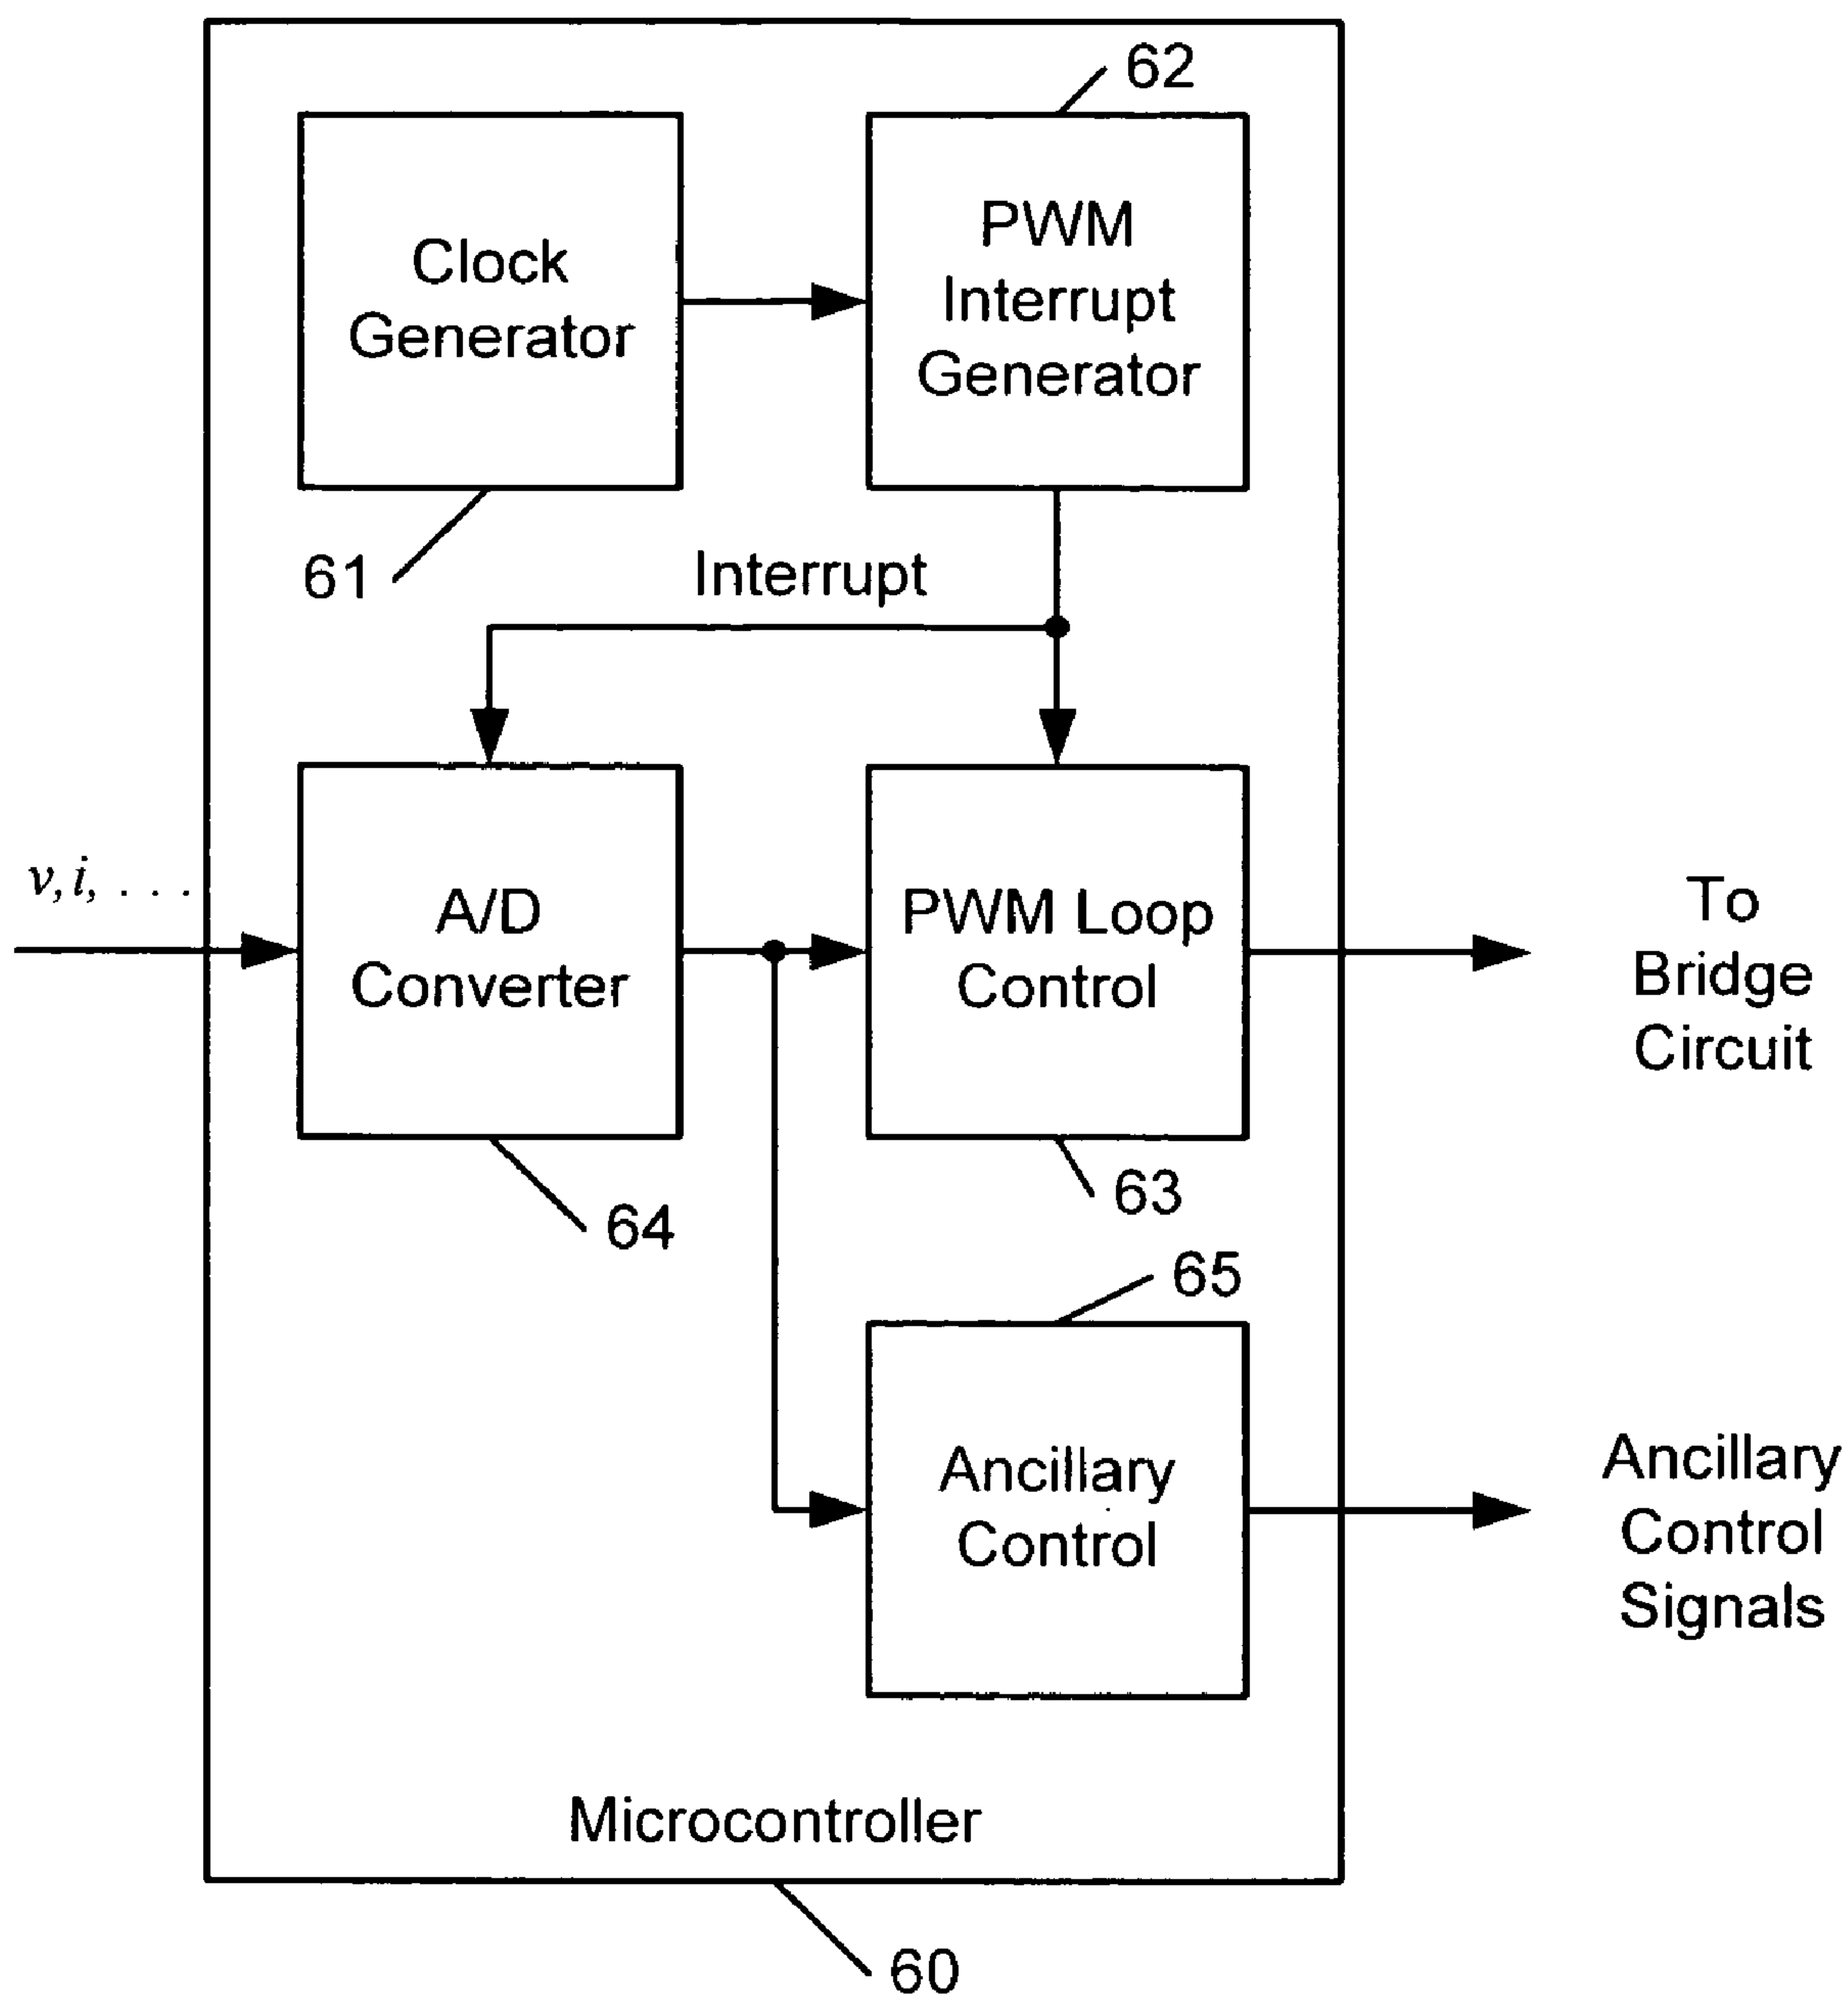 62
Clock
Generator
PWM
Interrupt
Generator
61
Interrupt
v, i, . . .
A/D
Converter
PWM Loop
Control
To
Bridge
Circuit
64
63
65
Ancillary
Control
Ancillary
Control
Signals
Microcontroller
60